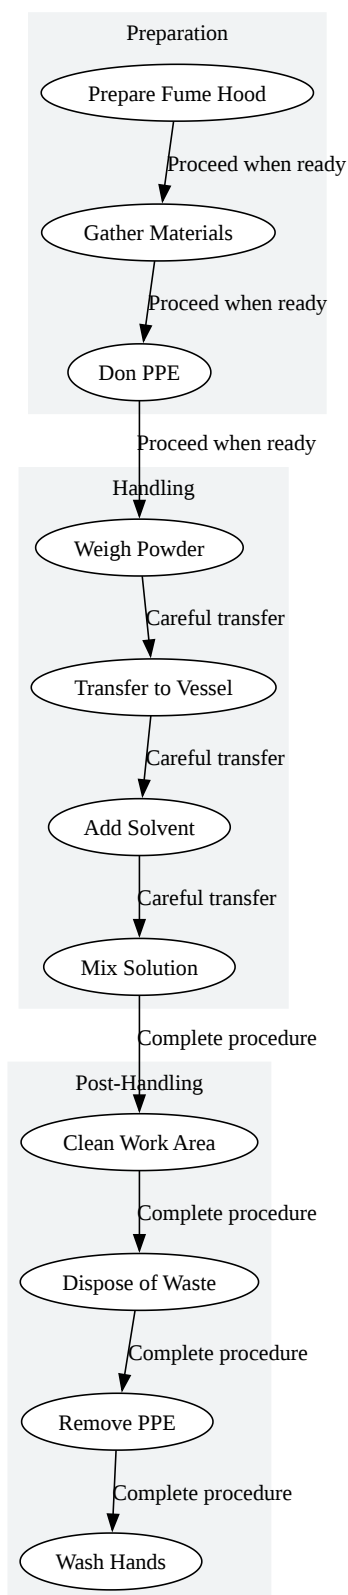 Preparation
Prepare Fume Hood
Proceed when ready
Gather Materials
Proceed when ready
Don PPE
Proceed when ready
Handling
Weigh Powder
Careful transfer
Transfer to Vessel
Careful transfer
Add Solvent
Careful transfer
Mix Solution
Complete procedure
Post-Handling
Clean Work Area
Complete procedure
Dispose of Waste
Complete procedure
Remove PPE
Complete procedure
Wash Hands